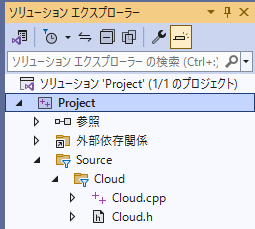 ソリューション エクスプローラー
ソリューション エクスプローラー の検索 (Ctrl+:)
ソリューション 'Project' (1/1 のプロジェクト)
Project
参照
外部依存関係
Source
Cloud
Cloud.cpp
Cloud.h